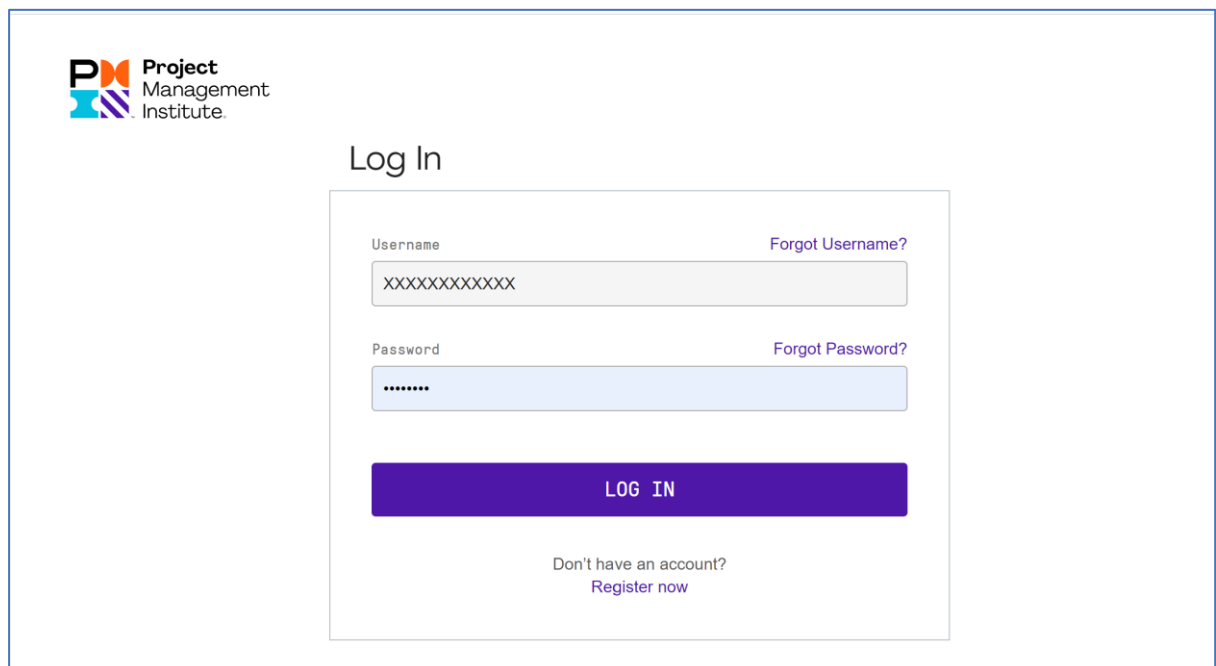 Project
Management
Institute.
Log In
Username
Forgot Username?
XXXXXXXXXXXX
Password
Forgot Password?
••••••••
LOG IN
Don't have an account?
Register now